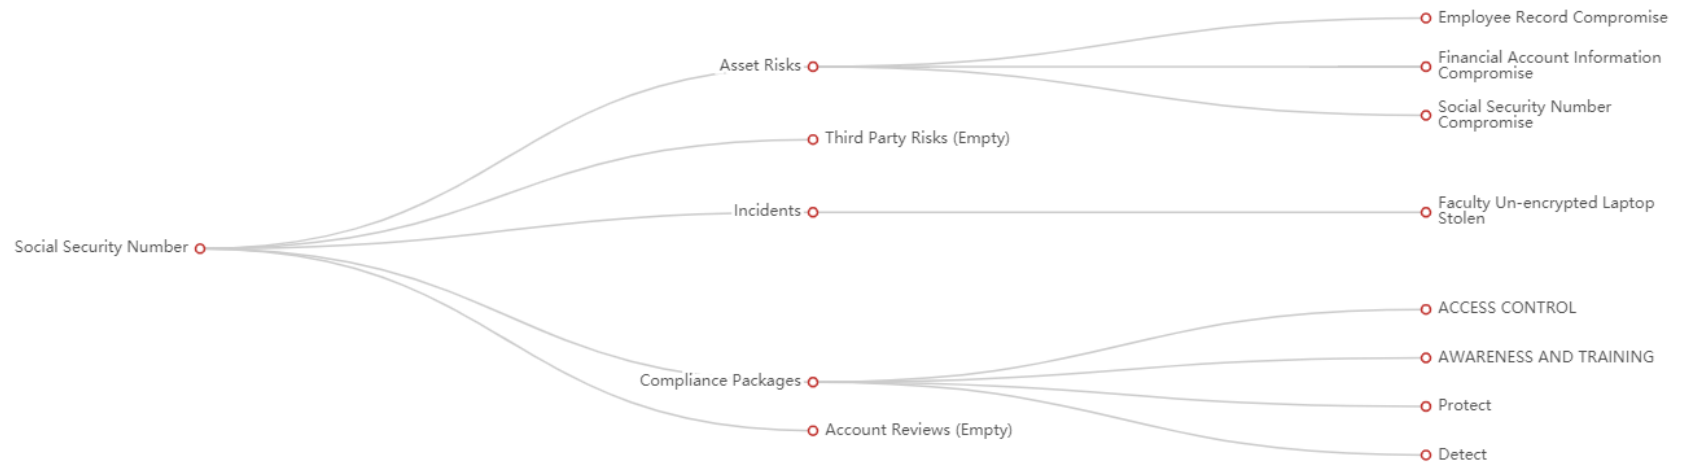 Social Security Number
Asset Risks
Employee Record Compromise
Financial Account Information
Compromise
Social Security Number
Compromise
Third Party Risks (Empty)
Incidents
Faculty Un-encrypted Laptop
Stolen
Compliance Packages
ACCESS CONTROL
AWARENESS AND TRAINING
Protect
Detect
Account Reviews (Empty)